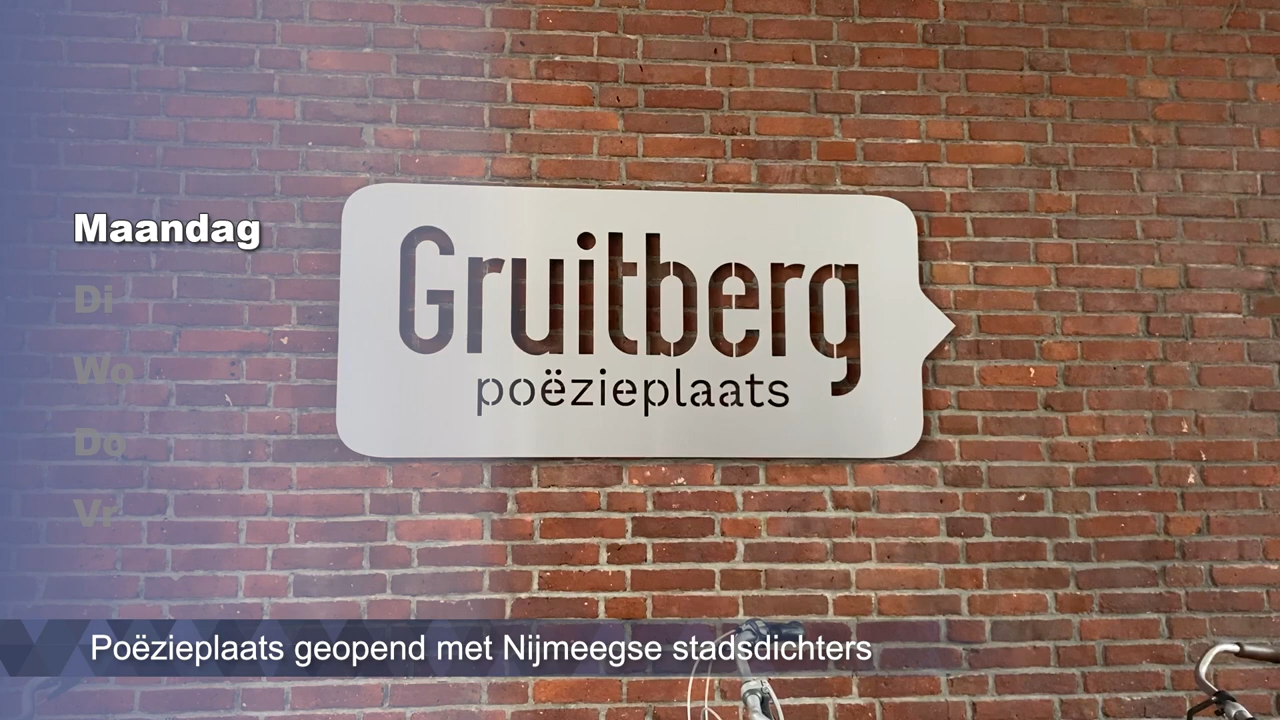 Maandag
Di
Wo
Do
Vr
Gruitberg
poëzieplaats
Poëzieplaats geopend met Nijmeegse stadsdichters